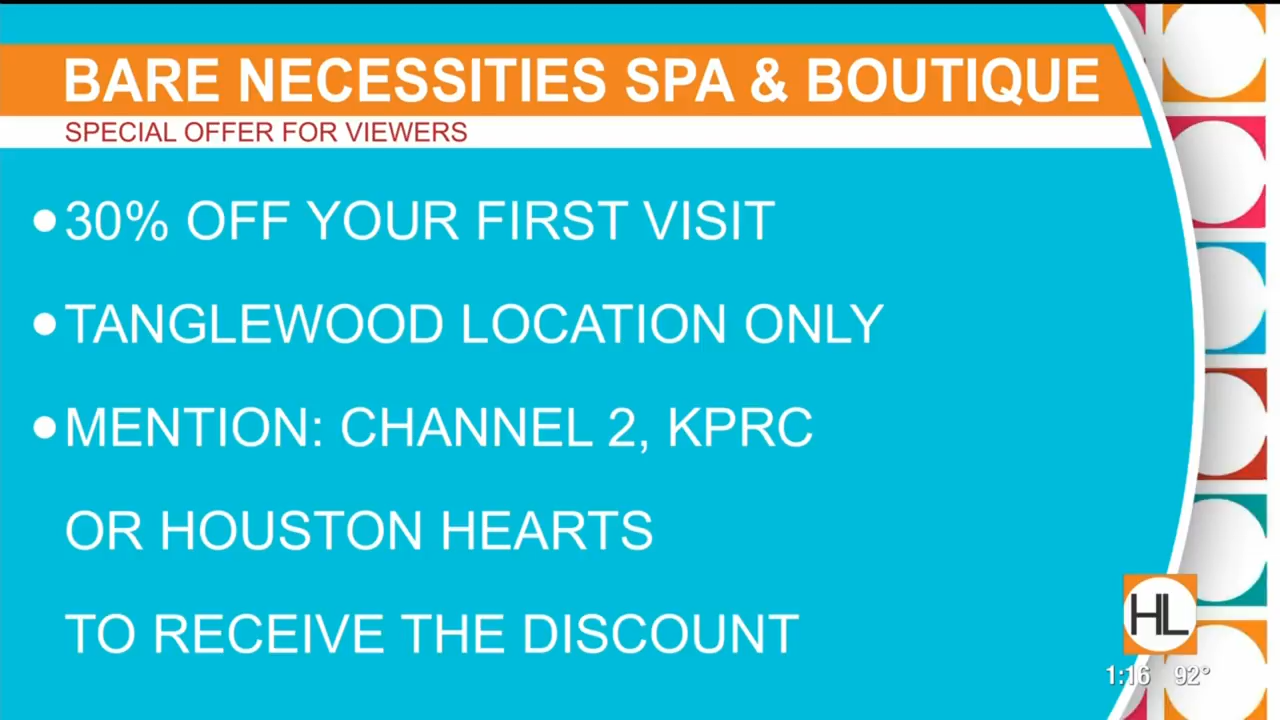 BARE NECESSITIES SPA & BOUTIQUE
SPECIAL OFFER FOR VIEWERS
•30% OFF YOUR FIRST VISIT
•TANGLEWOOD LOCATION ONLY
•MENTION: CHANNEL 2, KPRC
OR HOUSTON HEARTS
TO RECEIVE THE DISCOUNT
HL
1:16 92°